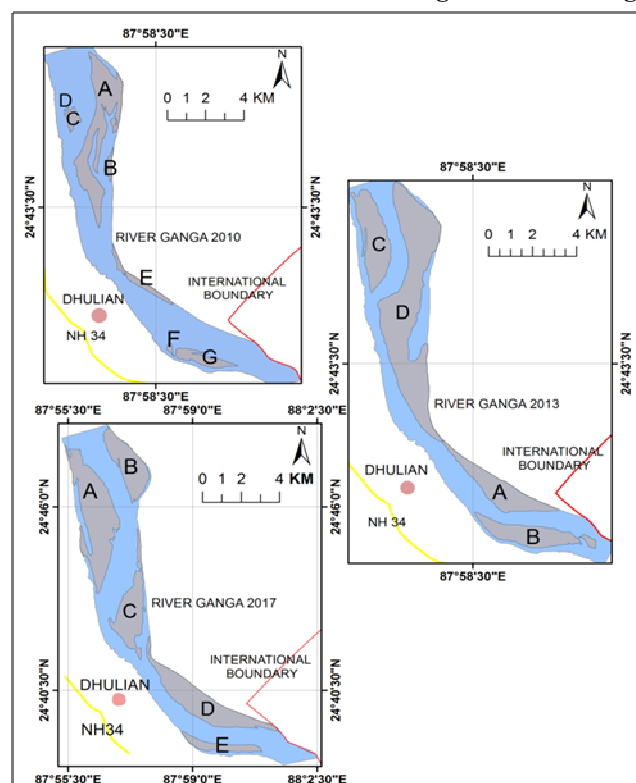 87°58'30"E
N
0 1 2 4 KM
A
D
C
B
24°43'30"N
24°43'30"N
RIVER GANGA 2010
E
INTERNATIONAL
BOUNDARY
DHULIAN
NH 34
F
G
87°58'30"E
87°58'30"E
N
0 1 2 4 KM
C
D
24°43'30"N
24°43'30"N
RIVER GANGA 2013
INTERNATIONAL
BOUNDARY
DHULIAN
A
NH 34
B
87°58'30"E
87°55'30"E 87°59'0"E 88°2'30"E
N
B
A
0 1 2 4 KM
24°46'0"N
24°46'0"N
C
RIVER GANGA 2017
INTERNATIONAL
BOUNDARY
24°40'30"N
24°40'30"N
DHULIAN
D
NH34
E
87°55'30"E 87°59'0"E 88°2'30"E